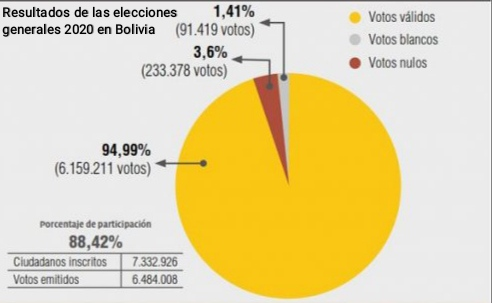 Resultados de las elecciones
generales 2020 en Bolivia
1,41%
(91.419 votos)
3,6%
(233.378 votos)
94,99%
(6.159.211 votos)
Votos válidos
Votos blancos
Votos nulos
Porcentaje de participación
88,42%
Ciudadanos inscritos 7.332.926
Votos emitidos 6.484.008